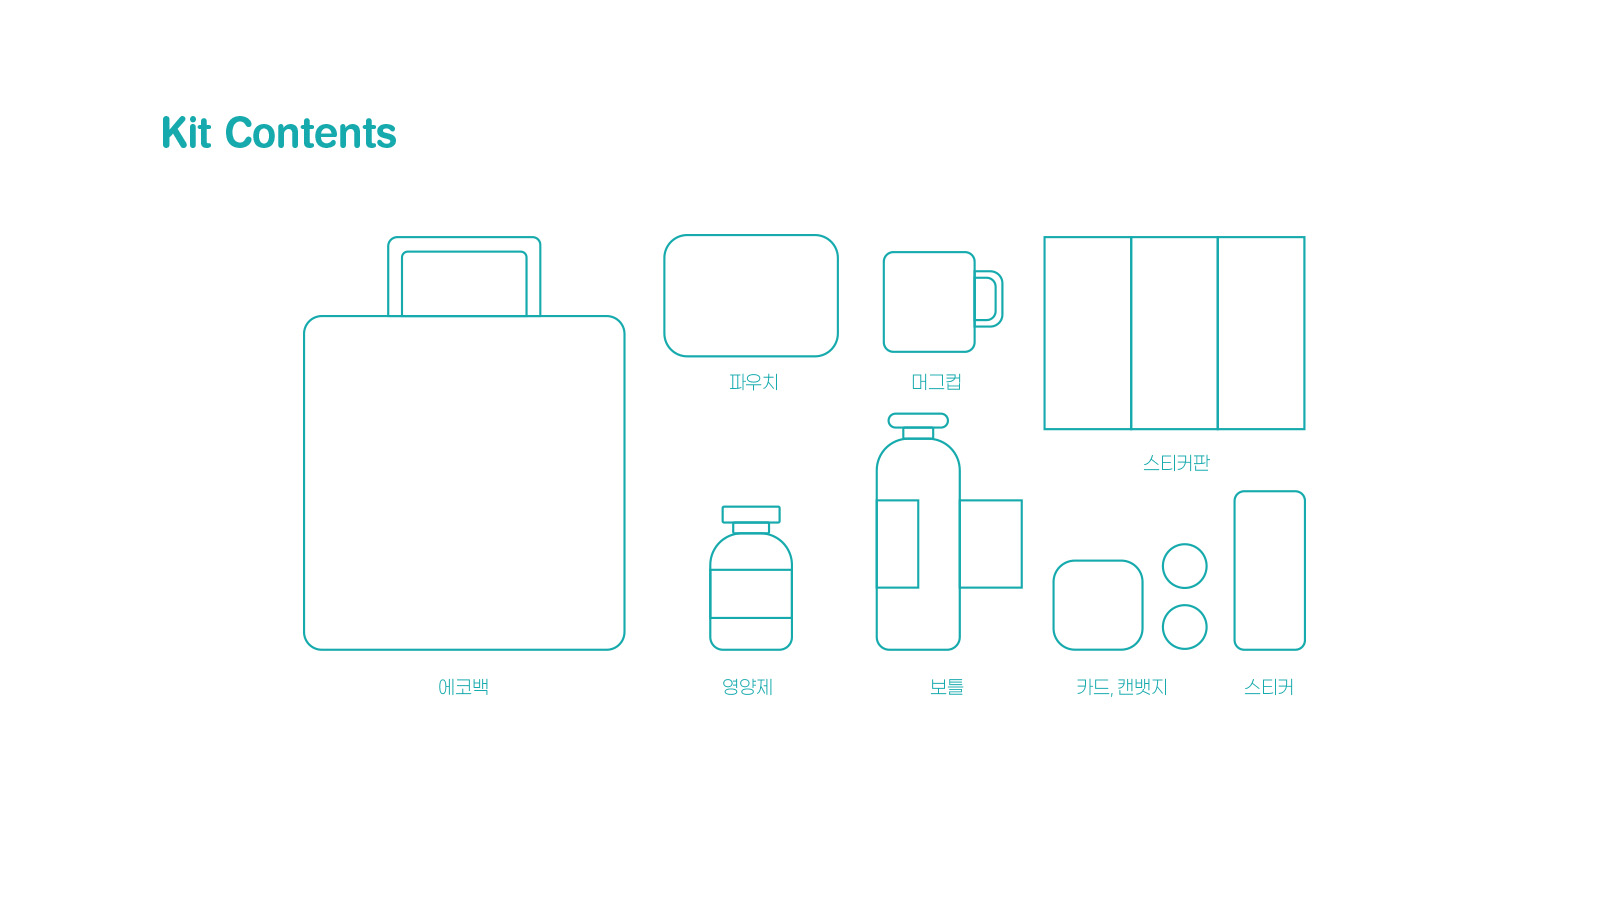 Kit Contents
파우치
머그컵
스티커판
에코백
영양제
보틀
카드, 캔뱃지
스티커